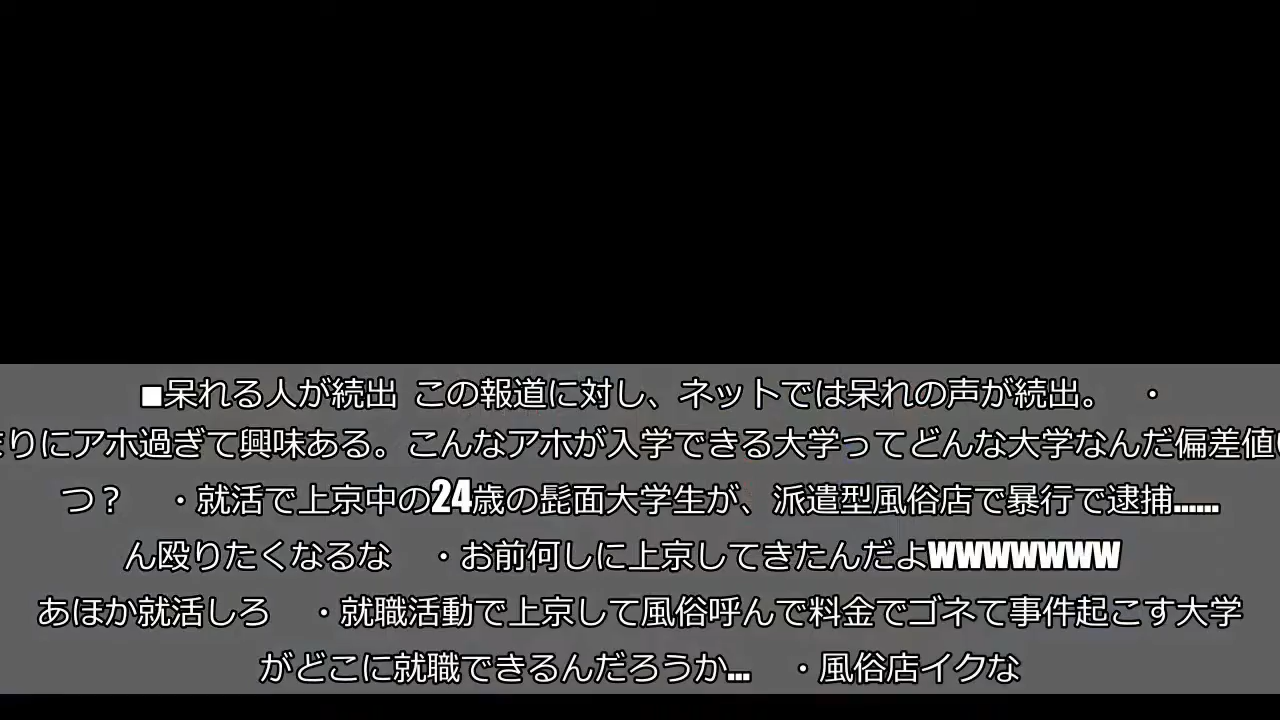 ■呆れる人が続出 この報道に対し、ネットでは呆れの声が続出。 ・
りにアホ過ぎて興味ある。こんなアホが入学できる大学ってどんな大学なんだ偏差値い
つ？ ・就活で上京中の24歳の髭面大学生が、派遣型風俗店で暴行で逮捕……
ん殴りたくなるな ・お前何しに上京してきたんだよWWWWWWW
あほか就活しろ ・就職活動で上京して風俗呼んで料金でゴネて事件起こす大学
がどこに就職できるんだろうか… ・風俗店イクな